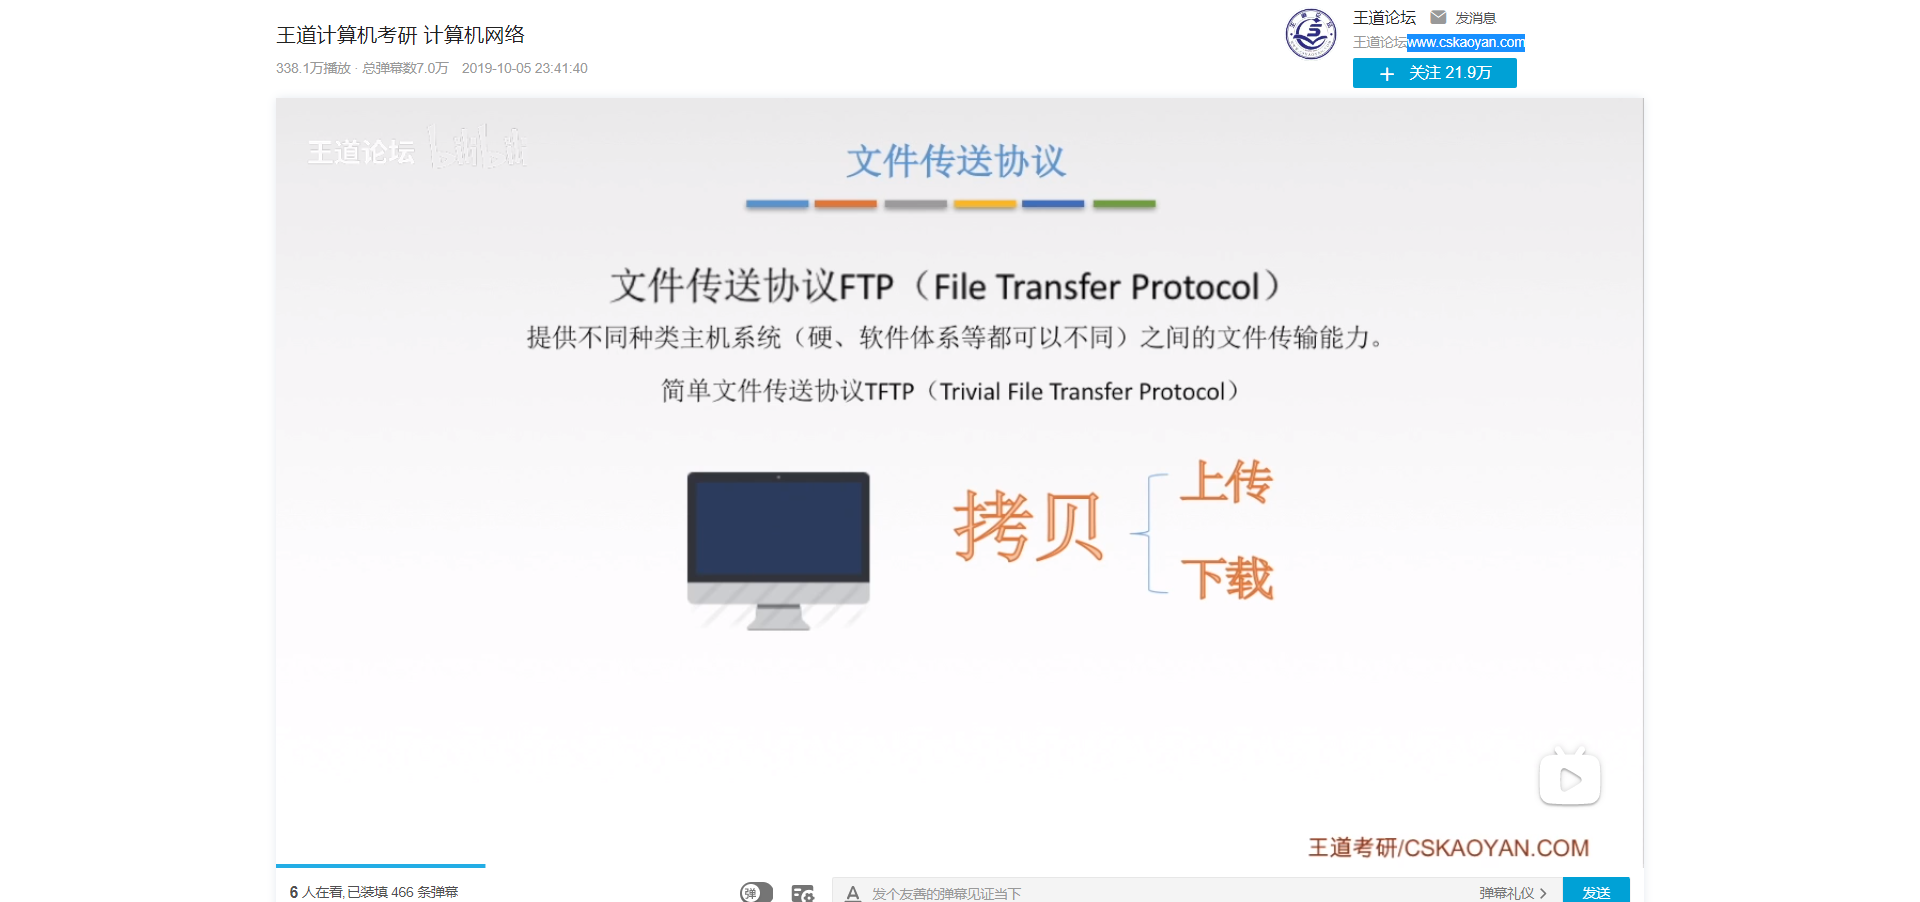 王道计算机考研 计算机网络
338.1万播放 · 总弹幕数7.0万 2019-10-05 23:41:40
王道论坛 发消息
王道论坛www.cskaoyan.com
+ 关注 21.9万
王道论坛 bilibili
文件传送协议
文件传送协议FTP（File Transfer Protocol）
提供不同种类主机系统（硬、软件体系等都可以不同）之间的文件传输能力。
简单文件传送协议TFTP（Trivial File Transfer Protocol）
拷贝
上传
下载
王道考研/CSKAOYAN.COM
6 人在看,已装填 466 条弹幕
弹
A 发个友善的弹幕见证当下
弹幕礼仪 >
发送